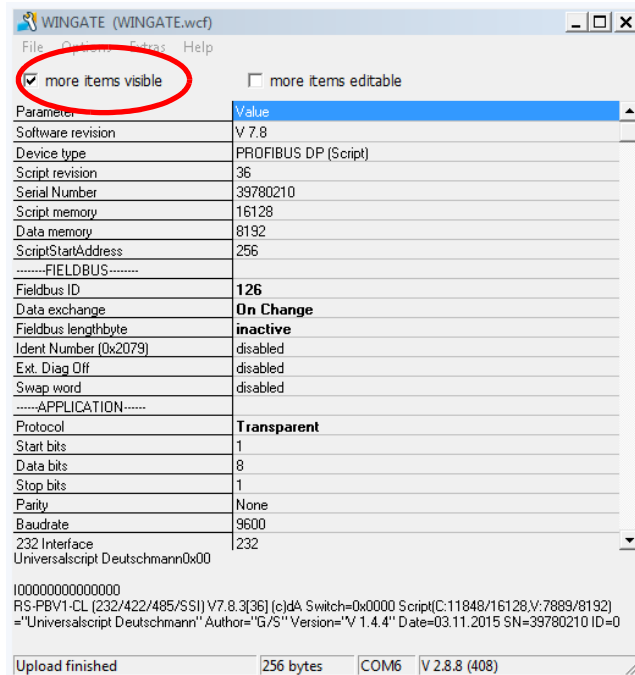 WINGATE (WINGATE.wcf)
File Options Extras Help
more items visible more items editable
Parameter Value
Software revision V 7.8
Device type PROFIBUS DP (Script)
Script revision 36
Serial Number 39780210
Script memory 16128
Data memory 8192
ScriptStartAddress 256
--------FIELDBUS--------
Fieldbus ID 126
Data exchange On Change
Fieldbus lengthbyte inactive
Ident Number (0x2079) disabled
Ext. Diag Off disabled
Swap word disabled
------APPLICATION------
Protocol Transparent
Start bits 1
Data bits 8
Stop bits 1
Parity None
Baudrate 9600
232 Interface 232
Universalscript Deutschmann0x00
I00000000000000
RS-PBV1-CL (232/422/485/SSI) V7.8.3[36] (c)dA Switch=0x0000 Script(C:11848/16128,V:7889/8192)
="Universalscript Deutschmann" Author="G/S" Version="V 1.4.4" Date=03.11.2015 SN=39780210 ID=0
Upload finished 256 bytes COM6 V 2.8.8 (408)